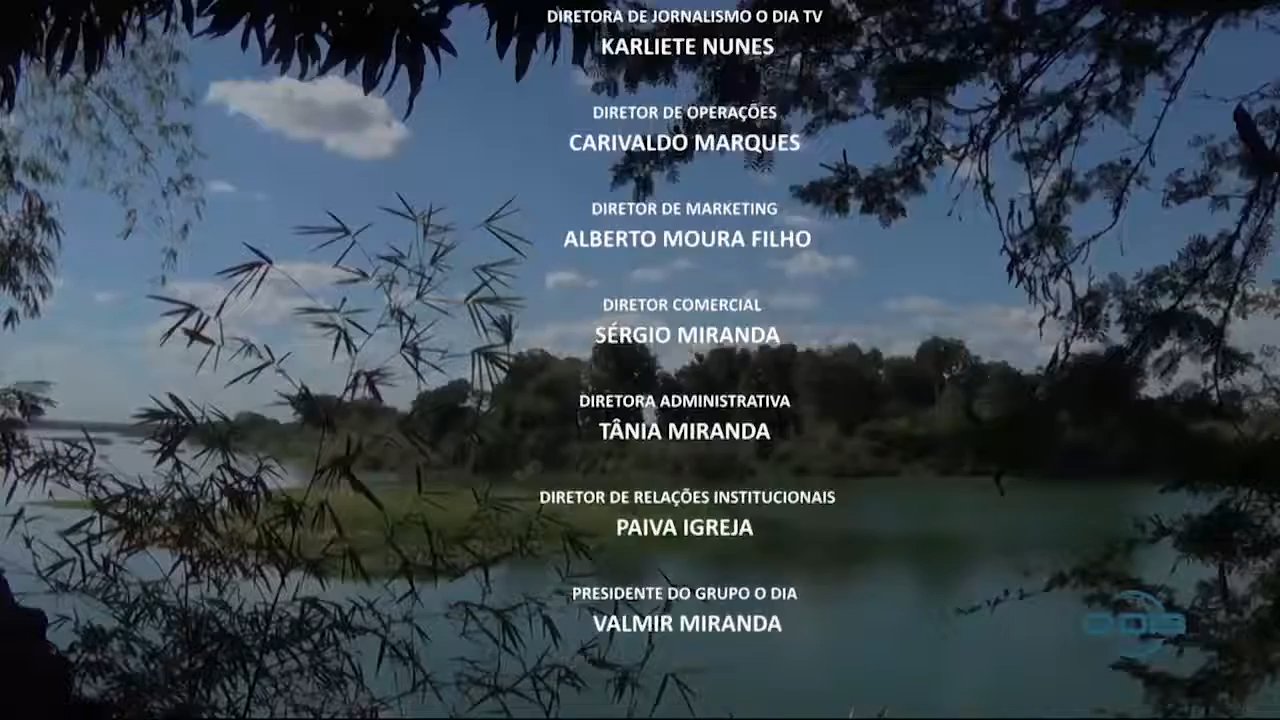 DIRETORA DE JORNALISMO O DIA TV
KARLIETE NUNES
DIRETOR DE OPERAÇÕES
CARIVALDO MARQUES
DIRETOR DE MARKETING
ALBERTO MOURA FILHO
DIRETOR COMERCIAL
SÉRGIO MIRANDA
DIRETORA ADMINISTRATIVA
TÂNIA MIRANDA
DIRETOR DE RELAÇÕES INSTITUCIONAIS
PAIVA IGREJA
PRESIDENTE DO GRUPO O DIA
VALMIR MIRANDA